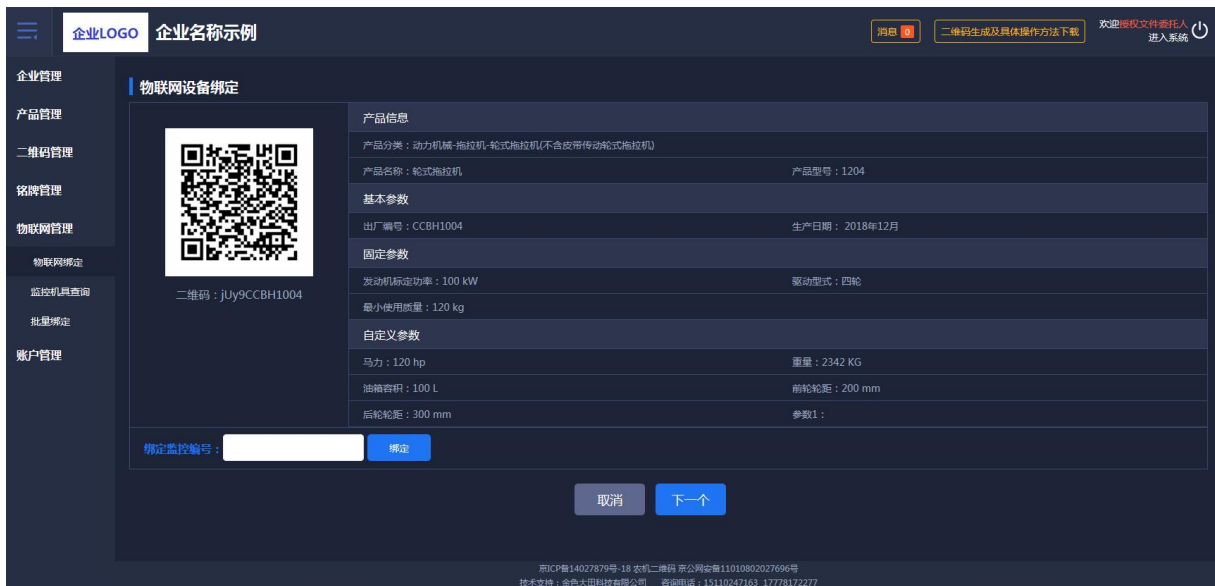 企业LOGO 企业名称示例 消息 0 二维码生成及具体操作方法下载 欢迎授权文件委托人
进入系统
企业管理
产品管理
二维码管理
铭牌管理
物联网管理
物联网绑定
监控机具查询
批量绑定
账户管理
物联网设备绑定
二维码：jUy9CCBH1004
产品信息
产品分类：动力机械-拖拉机-轮式拖拉机(不含皮带传动轮式拖拉机)
产品名称：轮式拖拉机 产品型号：1204
基本参数
出厂编号：CCBH1004 生产日期： 2018年12月
固定参数
发动机标定功率：100 kW 驱动型式：四轮
最小使用质量：120 kg
自定义参数
马力：120 hp 重量：2342 KG
油箱容积：100 L 前轮轮距：200 mm
后轮轮距：300 mm 参数1：
绑定监控编号： 绑定
取消 下一个
京ICP备14027879号-18 农机二维码 京公网安备11010802027696号
技术支持：金色大田科技有限公司 咨询电话：15110247163 17778172277